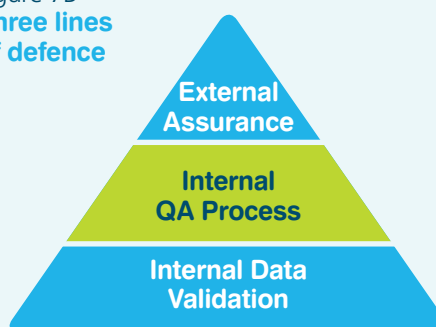 hree lines
defence
External
Assurance
Internal
QA Process
Internal Data
Validation